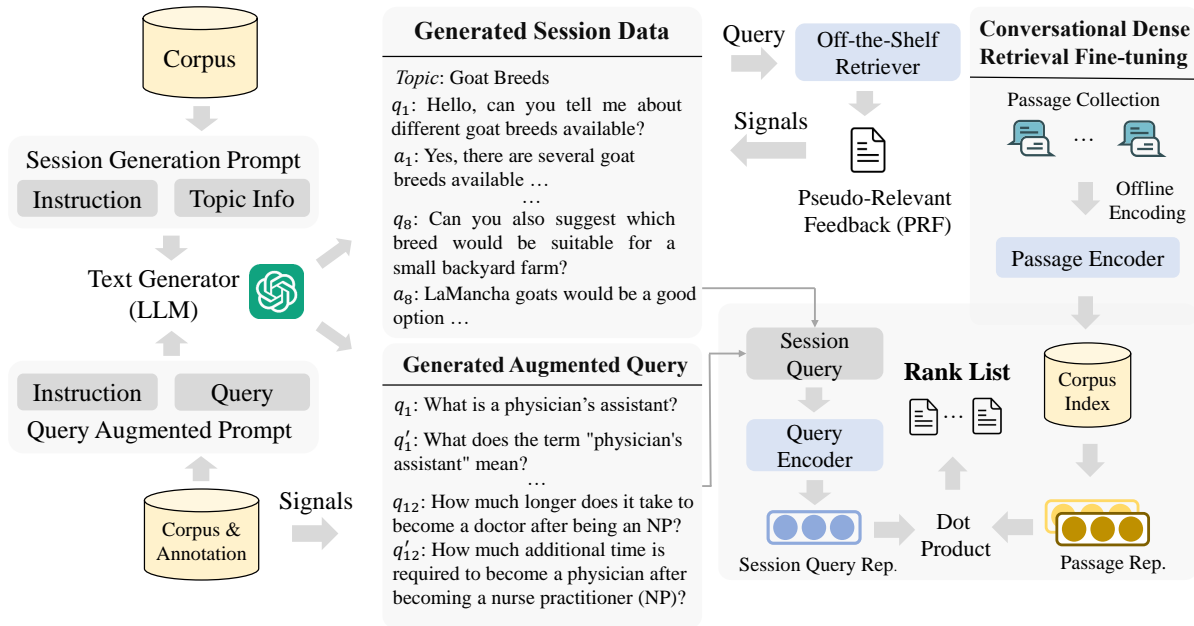 Corpus
Session Generation Prompt
Instruction
Topic Info
Text Generator
(LLM)
Instruction
Query
Query Augmented Prompt
Corpus &
Annotation
Signals
Generated Session Data
Topic: Goat Breeds
q₁: Hello, can you tell me about
different goat breeds available?
a₁: Yes, there are several goat
breeds available …
…
q₈: Can you also suggest which
breed would be suitable for a
small backyard farm?
a₈: LaMancha goats would be a good
option …
Generated Augmented Query
q₁: What is a physician's assistant?
q₁′: What does the term "physician's
assistant" mean?
…
q₁₂: How much longer does it take to
become a doctor after being an NP?
q₁₂′: How much additional time is
required to become a physician after
becoming a nurse practitioner (NP)?
Query
Off-the-Shelf
Retriever
Signals
Pseudo-Relevant
Feedback (PRF)
Conversational Dense
Retrieval Fine-tuning
Passage Collection
…
Offline
Encoding
Passage Encoder
Session
Query
Query
Encoder
Session Query Rep.
Rank List
…
Dot
Product
Corpus
Index
Passage Rep.